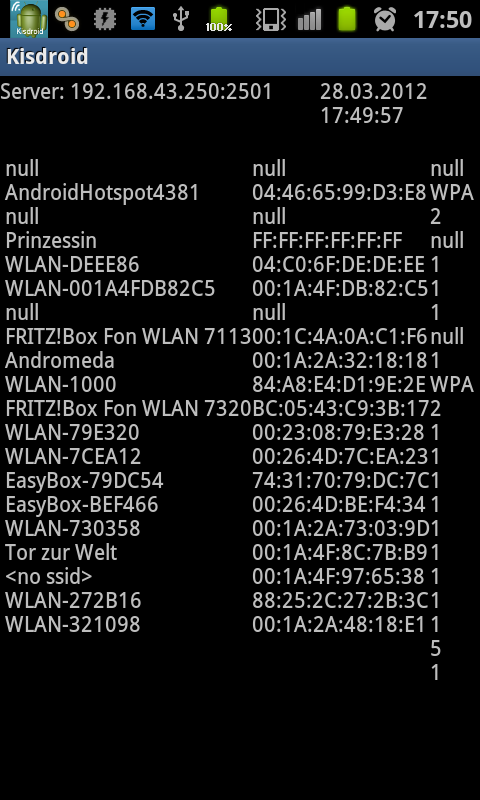 Kisdroid 100% 17:50
Kisdroid
Server: 192.168.43.250:2501 28.03.2012
17:49:57
null null null
AndroidHotspot4381 04:46:65:99:D3:E8 WPA
null null 2
Prinzessin FF:FF:FF:FF:FF:FF null
WLAN-DEEE86 04:C0:6F:DE:DE:EE 1
WLAN-001A4FDB82C5 00:1A:4F:DB:82:C5 1
null null 1
FRITZ!Box Fon WLAN 7113 00:1C:4A:0A:C1:F6 null
Andromeda 00:1A:2A:32:18:18 1
WLAN-1000 84:A8:E4:D1:9E:2E WPA
FRITZ!Box Fon WLAN 7320 BC:05:43:C9:3B:17 2
WLAN-79E320 00:23:08:79:E3:28 1
WLAN-7CEA12 00:26:4D:7C:EA:23 1
EasyBox-79DC54 74:31:70:79:DC:7C 1
EasyBox-BEF466 00:26:4D:BE:F4:34 1
WLAN-730358 00:1A:2A:73:03:9D 1
Tor zur Welt 00:1A:4F:8C:7B:B9 1
<no ssid> 00:1A:4F:97:65:38 1
WLAN-272B16 88:25:2C:27:2B:3C 1
WLAN-321098 00:1A:2A:48:18:E1 1
5
1